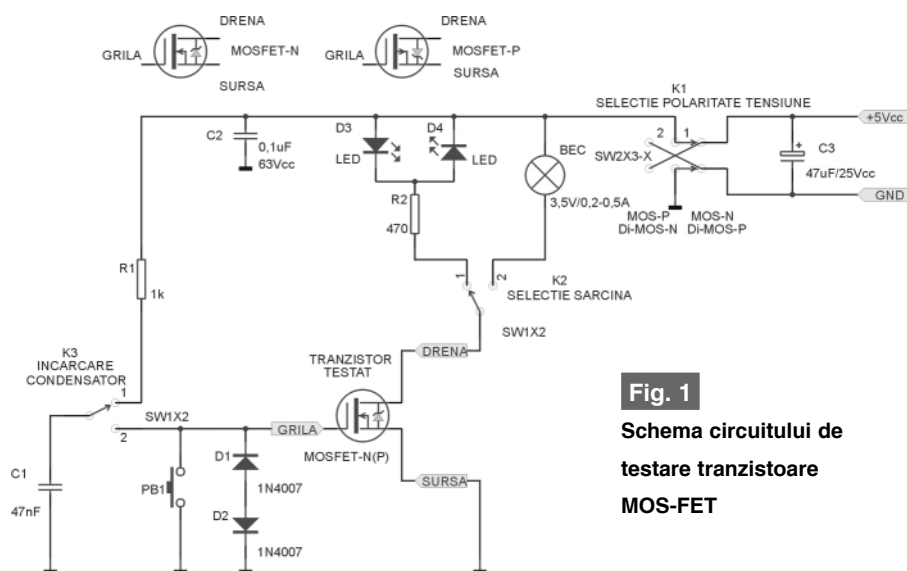 DRENA
GRILA
MOSFET-N
SURSA
DRENA
GRILA
MOSFET-P
SURSA
K1
SELECTIE POLARITATE TENSIUNE
2
1
SW2X3-X
+5Vcc
C3
+
47uF/25Vcc
GND
MOS-P
Di-MOS-N
MOS-N
Di-MOS-P
C2
0,1uF
63Vcc
D3
LED
D4
LED
BEC
3,5V/0,2-0,5A
R2
470
1
2
K2
SELECTIE SARCINA
SW1X2
R1
1k
K3
INCARCARE
CONDENSATOR
1
2
SW1X2
C1
47nF
PB1
D1
1N4007
D2
1N4007
GRILA
TRANZISTOR
TESTAT
MOSFET-N(P)
DRENA
SURSA
Fig. 1
Schema circuitului de
testare tranzistoare
MOS-FET